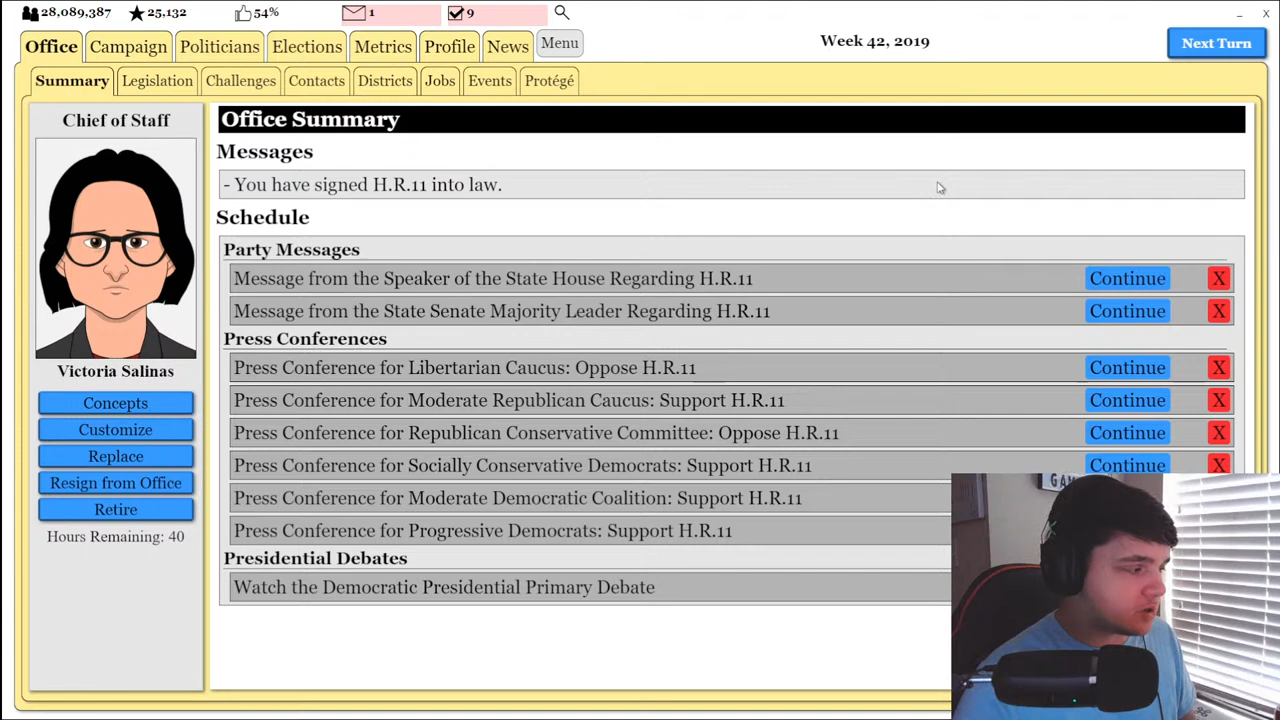 28,089,387
25,132
54%
1
9
Office
Campaign
Politicians
Elections
Metrics
Profile
News
Menu
Week 42, 2019
Next Turn
Summary
Legislation
Challenges
Contacts
Districts
Jobs
Events
Protégé
Chief of Staff
Victoria Salinas
Concepts
Customize
Replace
Resign from Office
Retire
Hours Remaining: 40
Office Summary
Messages
- You have signed H.R.11 into law.
Schedule
Party Messages
Message from the Speaker of the State House Regarding H.R.11 Continue X
Message from the State Senate Majority Leader Regarding H.R.11 Continue X
Press Conferences
Press Conference for Libertarian Caucus: Oppose H.R.11 Continue X
Press Conference for Moderate Republican Caucus: Support H.R.11 Continue X
Press Conference for Republican Conservative Committee: Oppose H.R.11 Continue X
Press Conference for Socially Conservative Democrats: Support H.R.11 Continue X
Press Conference for Moderate Democratic Coalition: Support H.R.11
Press Conference for Progressive Democrats: Support H.R.11
Presidential Debates
Watch the Democratic Presidential Primary Debate